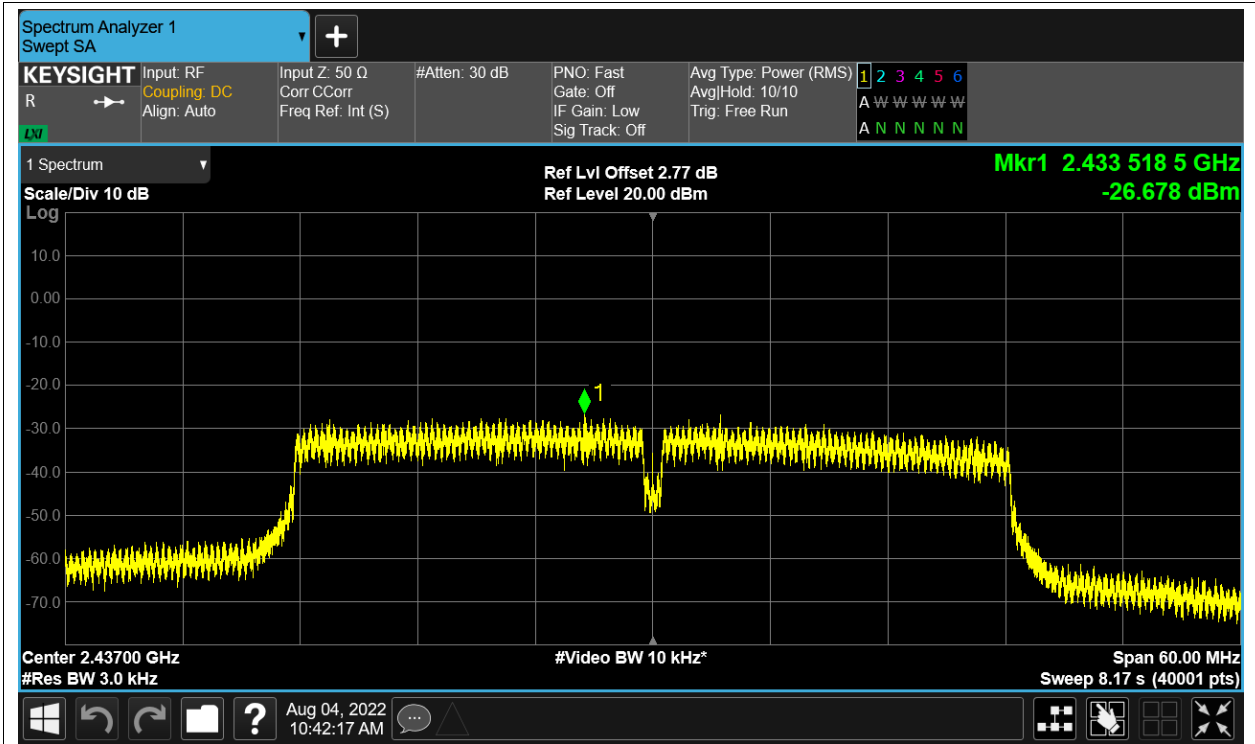 Spectrum Analyzer 1
Swept SA
+
KEYSIGHT
R
LXI
Input: RF
Coupling: DC
Align: Auto
Input Z: 50 Ω
Corr CCorr
Freq Ref: Int (S)
#Atten: 30 dB
PNO: Fast
Gate: Off
IF Gain: Low
Sig Track: Off
Avg Type: Power (RMS)
Avg|Hold: 10/10
Trig: Free Run
1 2 3 4 5 6
A W W W W W
A N N N N N
1 Spectrum
Scale/Div 10 dB
Log
Ref Lvl Offset 2.77 dB
Ref Level 20.00 dBm
Mkr1 2.433 518 5 GHz
-26.678 dBm
10.0
0.00
-10.0
-20.0
-30.0
-40.0
-50.0
-60.0
-70.0
1
Center 2.43700 GHz
#Res BW 3.0 kHz
#Video BW 10 kHz*
Span 60.00 MHz
Sweep 8.17 s (40001 pts)
?
Aug 04, 2022
10:42:17 AM